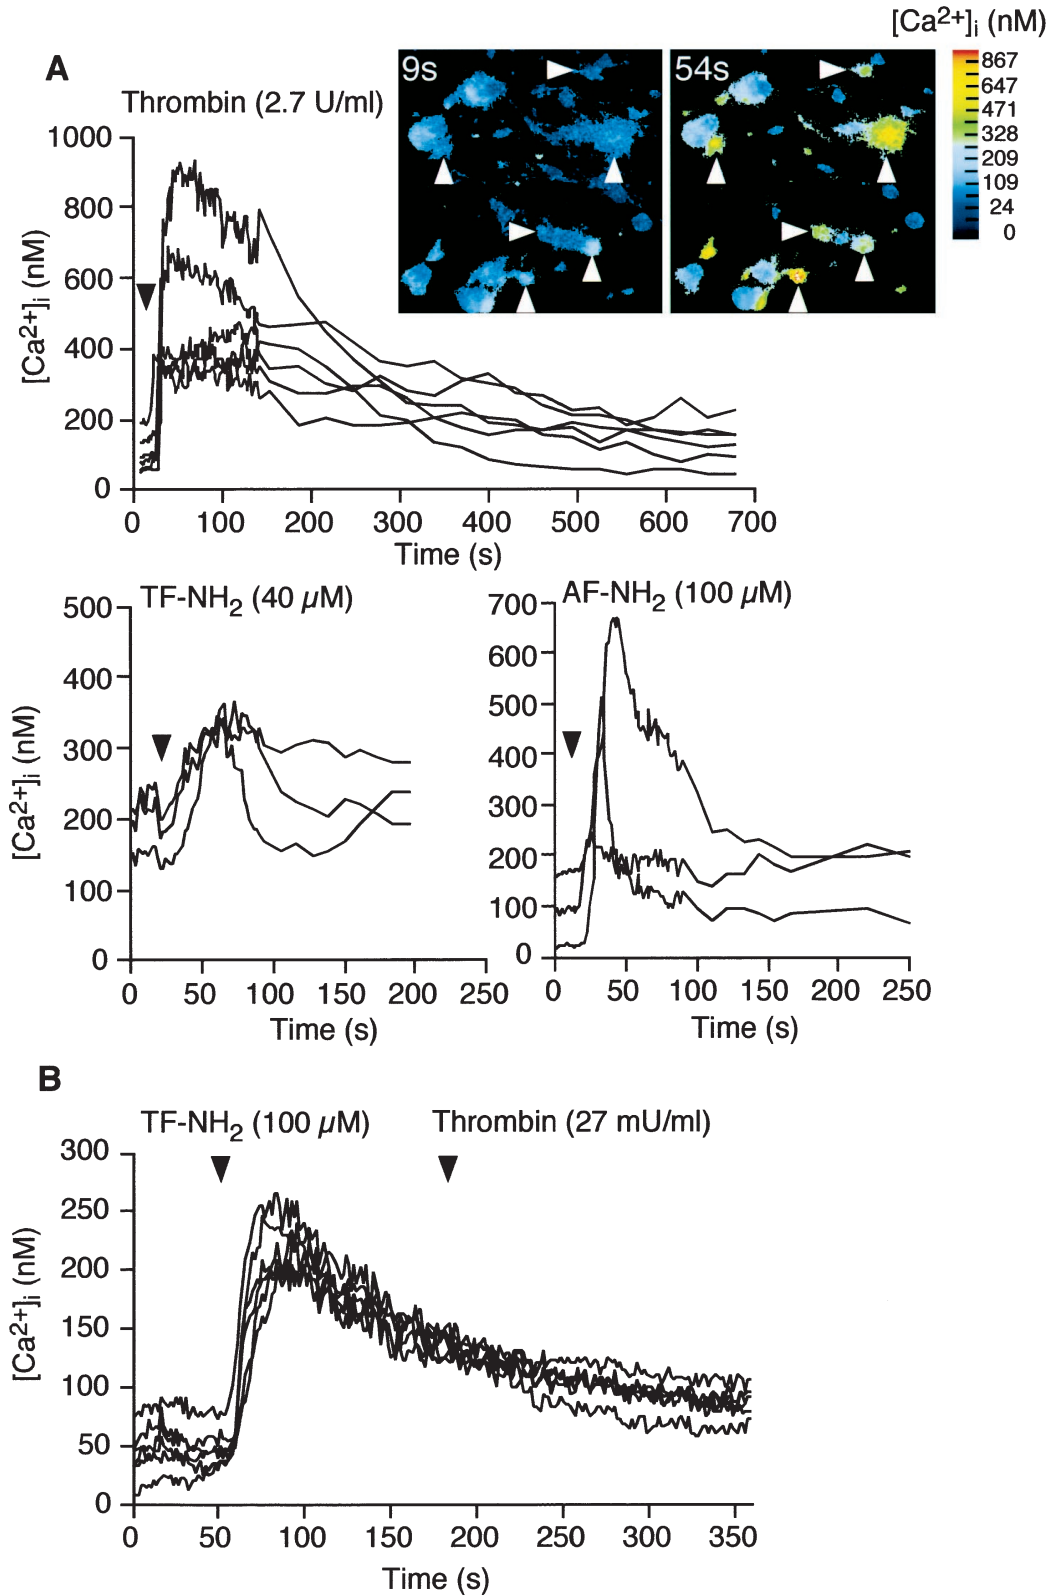 [Ca2+]i (nM)
A
9s
54s
867
647
471
328
209
109
24
0
Thrombin (2.7 U/ml)
1000
800
600
400
200
0
[Ca2+]i (nM)
0 100 200 300 400 500 600 700
Time (s)
TF-NH2 (40 µM)
500
400
300
200
100
0
[Ca2+]i (nM)
0 50 100 150 200 250
Time (s)
AF-NH2 (100 µM)
700
600
500
400
300
200
100
0
0 50 100 150 200 250
Time (s)
B
TF-NH2 (100 µM)
Thrombin (27 mU/ml)
300
250
200
150
100
50
0
[Ca2+]i (nM)
0 50 100 150 200 250 300 350
Time (s)